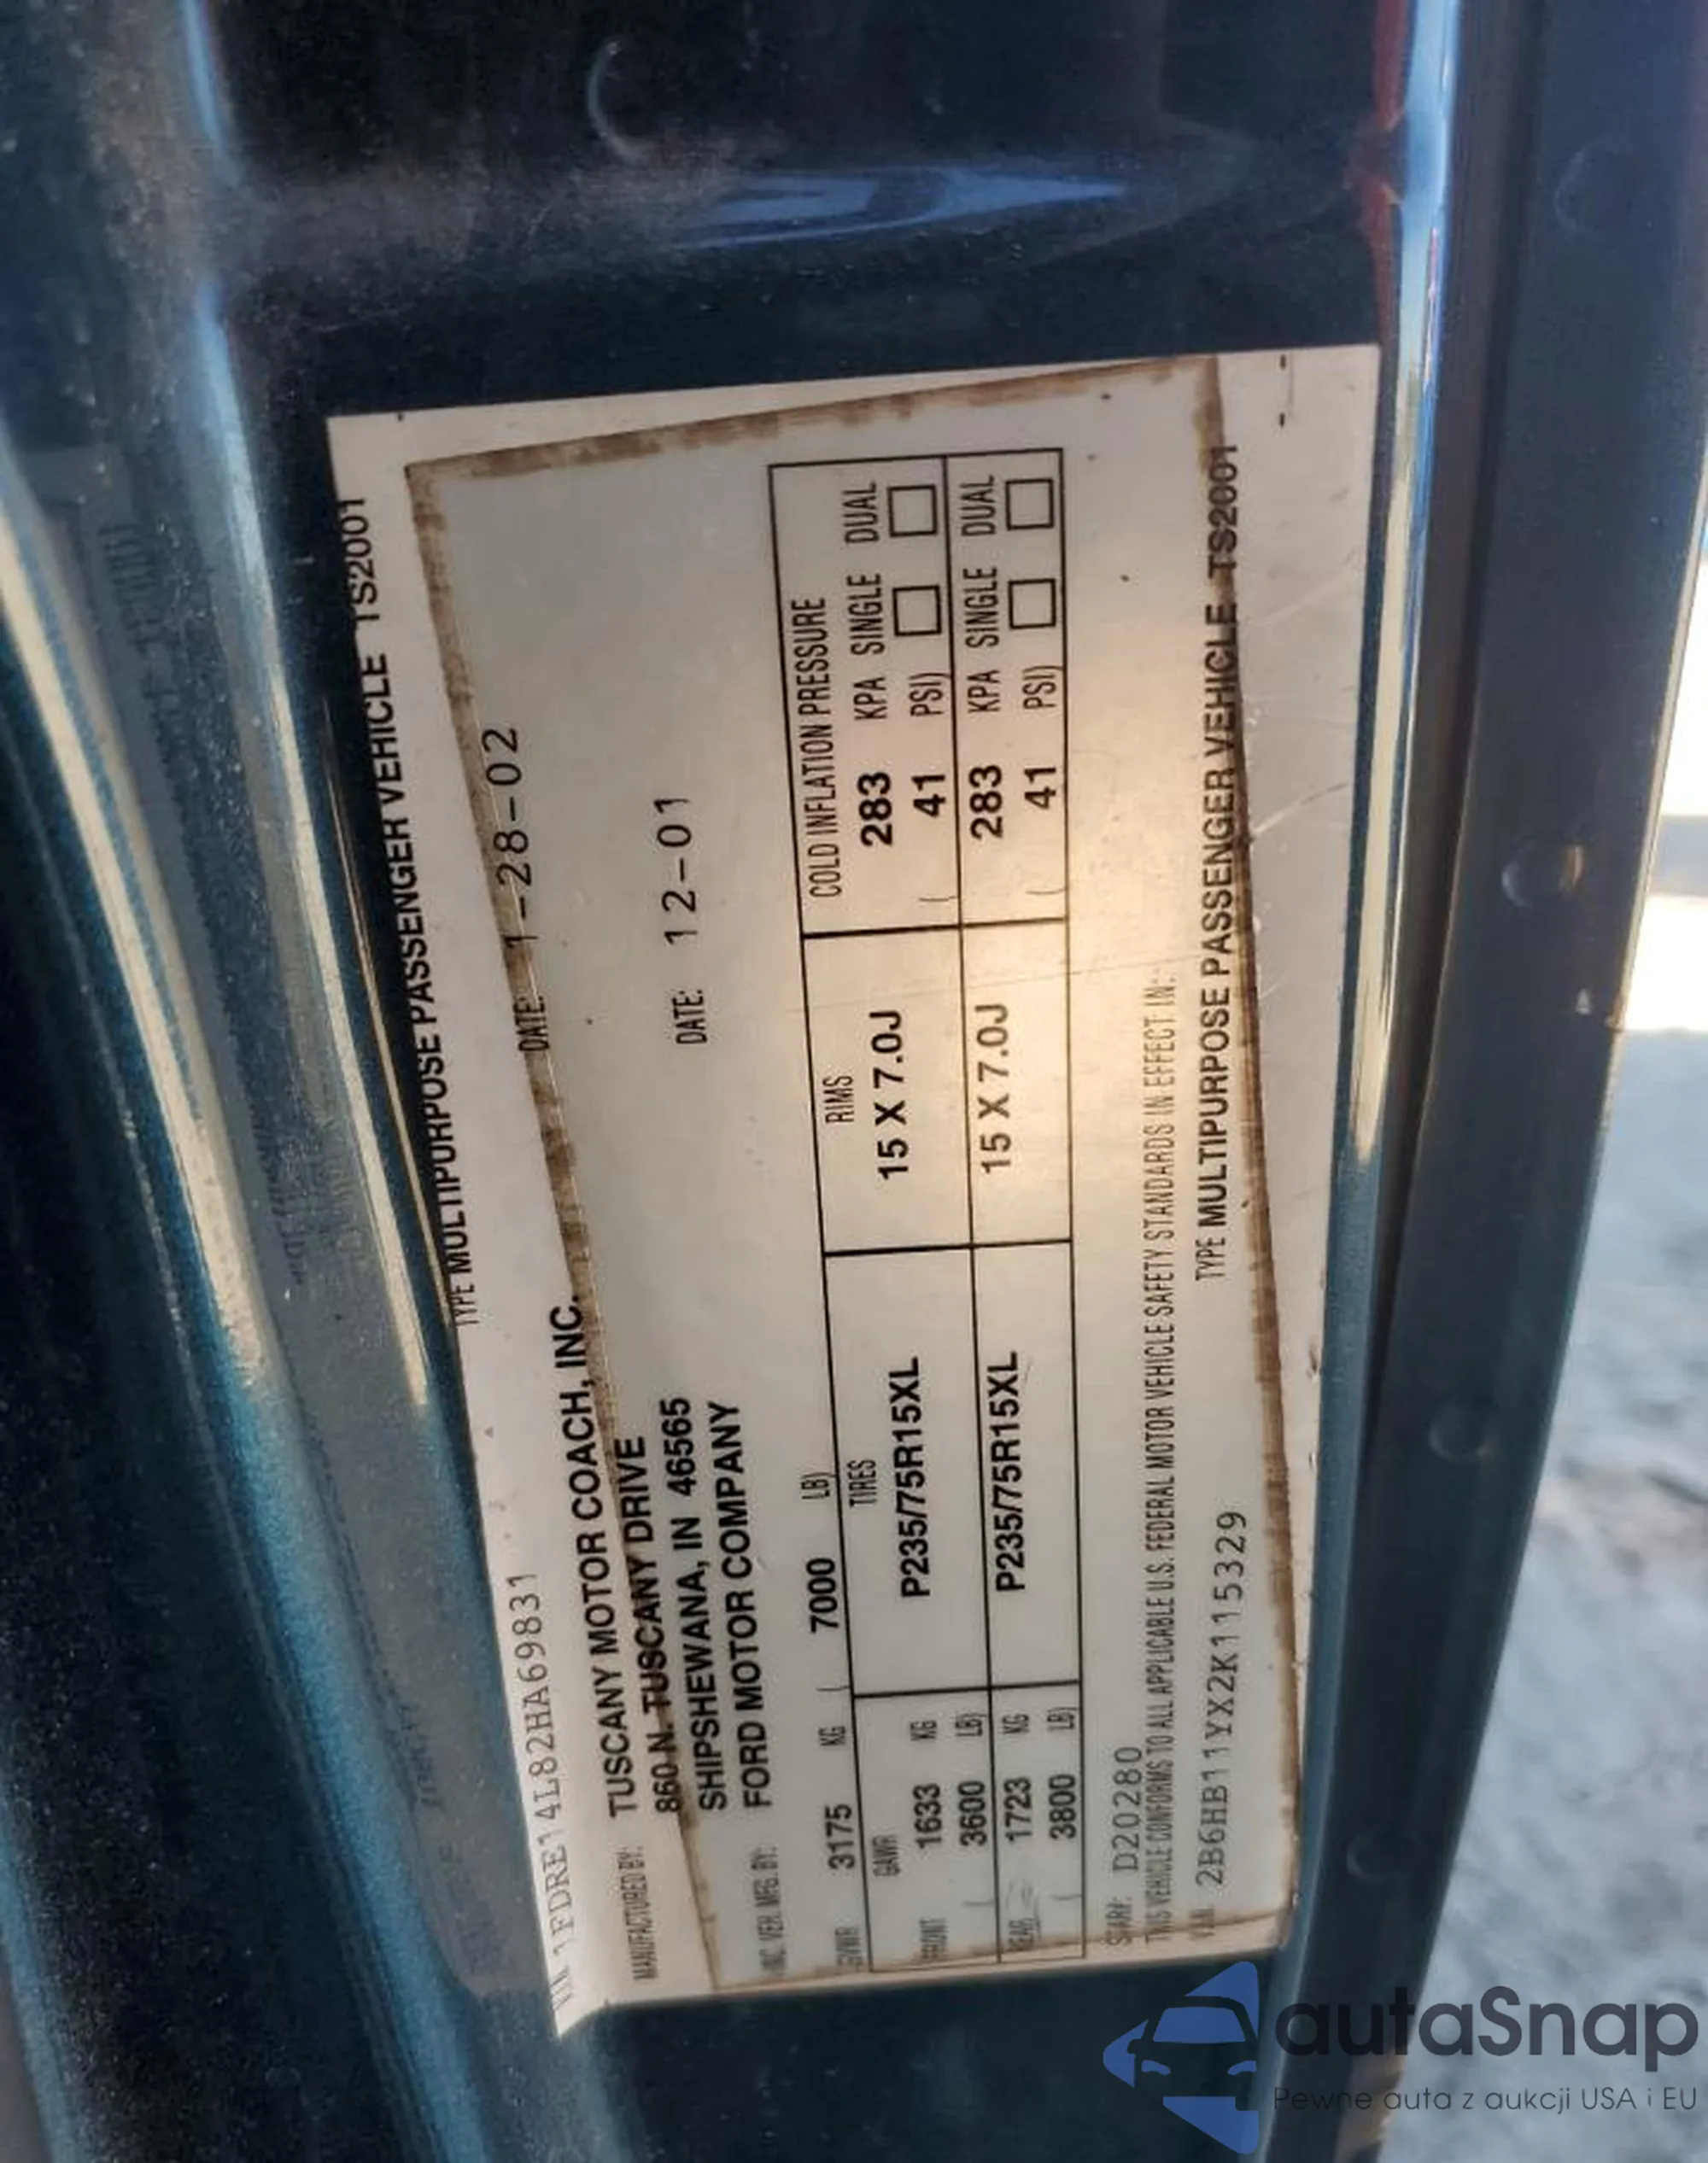 TYPE MULTIPURPOSE PASSENGER VEHICLE TS2001
1FDRE14L82HA69831
DATE: 1-28-02
MANUFACTURED BY: TUSCANY MOTOR COACH, INC.
860 N. TUSCANY DRIVE
SHIPSHEWANA, IN 46565
DATE: 12-01
INC. VEH. MFG. BY: FORD MOTOR COMPANY
GVWR 3175 KG ( 7000 LB)
GAWR TIRES RIMS COLD INFLATION PRESSURE
FRONT 1633 KG P235/75R15XL 15 X 7.0J 283 KPA SINGLE DUAL
( 3600 LB) ( 41 PSI)
REAR 1723 KG P235/75R15XL 15 X 7.0J 283 KPA SINGLE DUAL
( 3800 LB) ( 41 PSI)
D20280
THIS VEHICLE CONFORMS TO ALL APPLICABLE U.S. FEDERAL MOTOR VEHICLE SAFETY STANDARDS IN EFFECT IN:
2B6HB11YX2K115329 TYPE MULTIPURPOSE PASSENGER VEHICLE TS2001
autaSnap
Pewne auta z aukcji USA i EU